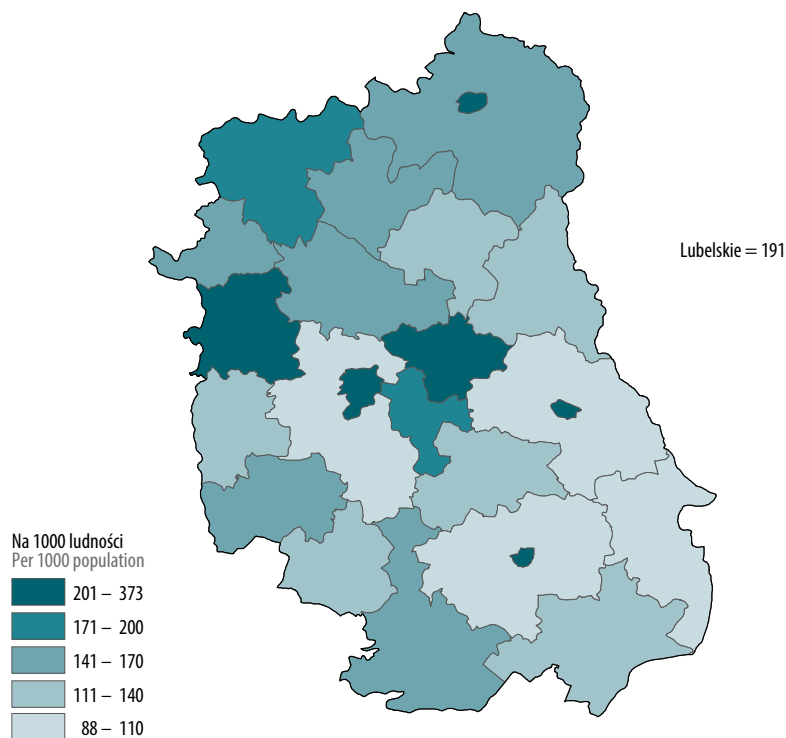 Lubelskie = 191
Na 1000 ludności
Per 1000 population
201 – 373
171 – 200
141 – 170
111 – 140
88 – 110